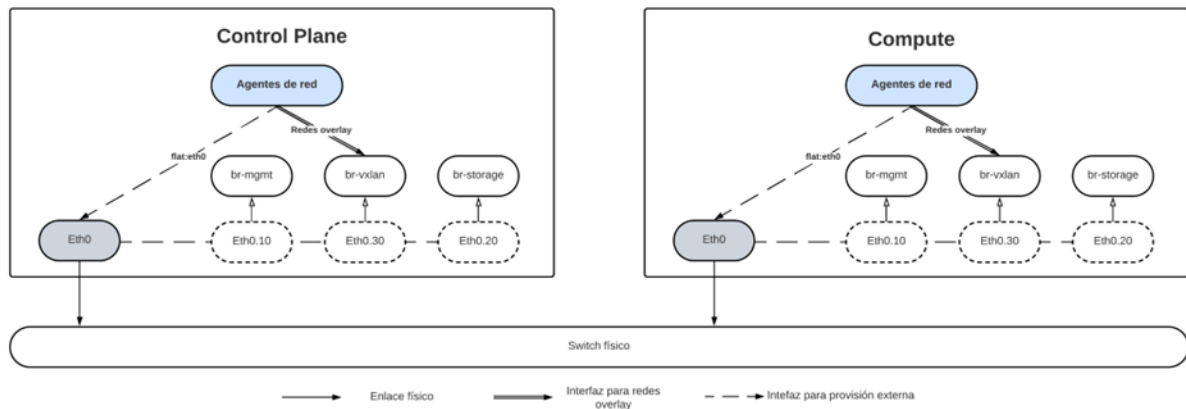 Control Plane
Agentes de red
Redes overlay
flat:eth0
br-mgmt
br-vxlan
br-storage
Eth0
Eth0.10
Eth0.30
Eth0.20
Compute
Agentes de red
Redes overlay
flat:eth0
br-mgmt
br-vxlan
br-storage
Eth0
Eth0.10
Eth0.30
Eth0.20
Switch físico
Enlace físico
Interfaz para redes
overlay
Intefaz para provisión externa